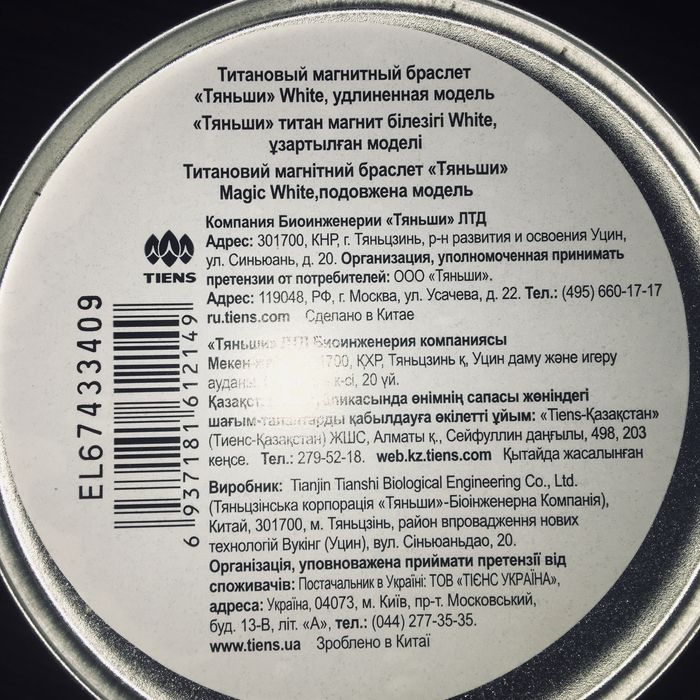 Титановый магнитный браслет
«Тяньши» White, удлиненная модель
«Тяньши» титан магнит білезігі White,
ұзартылған моделі
Титановий магнітний браслет «Тяньши»
Magic White,подовжена модель
TIENS
Компания Биоинженерии «Тяньши» ЛТД
Адрес: 301700, КНР, г. Тяньцзинь, р-н развития и освоения Уцин,
ул. Синьюань, д. 20. Организация, уполномоченная принимать
претензии от потребителей: ООО «Тяньши».
Адрес: 119048, РФ, г. Москва, ул. Усачева, д. 22. Тел.: (495) 660-17-17
ru.tiens.com Сделано в Китае
«Тяньши» ЛТД Биоинженерия компаниясы
1700, ҚХР, Тяньцзинь қ, Уцин даму және игеру
ауданы, к-сі, 20 үй.
өнімнің сапасы жөніндегі
шағым-талаптарды қабылдауға өкілетті ұйым: «Tiens-Қазақстан»
(Тиенс-Қазақстан) ЖШС, Алматы қ., Сейфуллин даңғылы, 498, 203
кеңсе. Тел.: 279-52-18. web.kz.tiens.com Қытайда жасалынған
Виробник: Tianjin Tianshi Biological Engineering Co., Ltd.
(Тяньцзінська корпорація «Тяньши»-Біоінженерна Компанія),
Китай, 301700, м. Тяньцзінь, район впровадження нових
технологій Вукінг (Уцин), вул. Сіньюаньдао, 20.
Організація, уповноважена приймати претензії від
споживачів: Постачальник в Україні: ТОВ «ТІЄНС УКРАЇНА»,
адреса: Україна, 04073, м. Київ, пр-т. Московський,
буд. 13-В, літ. «А», тел.: (044) 277-35-35.
www.tiens.ua Зроблено в Китаї
EL67433409
6 937181 612149